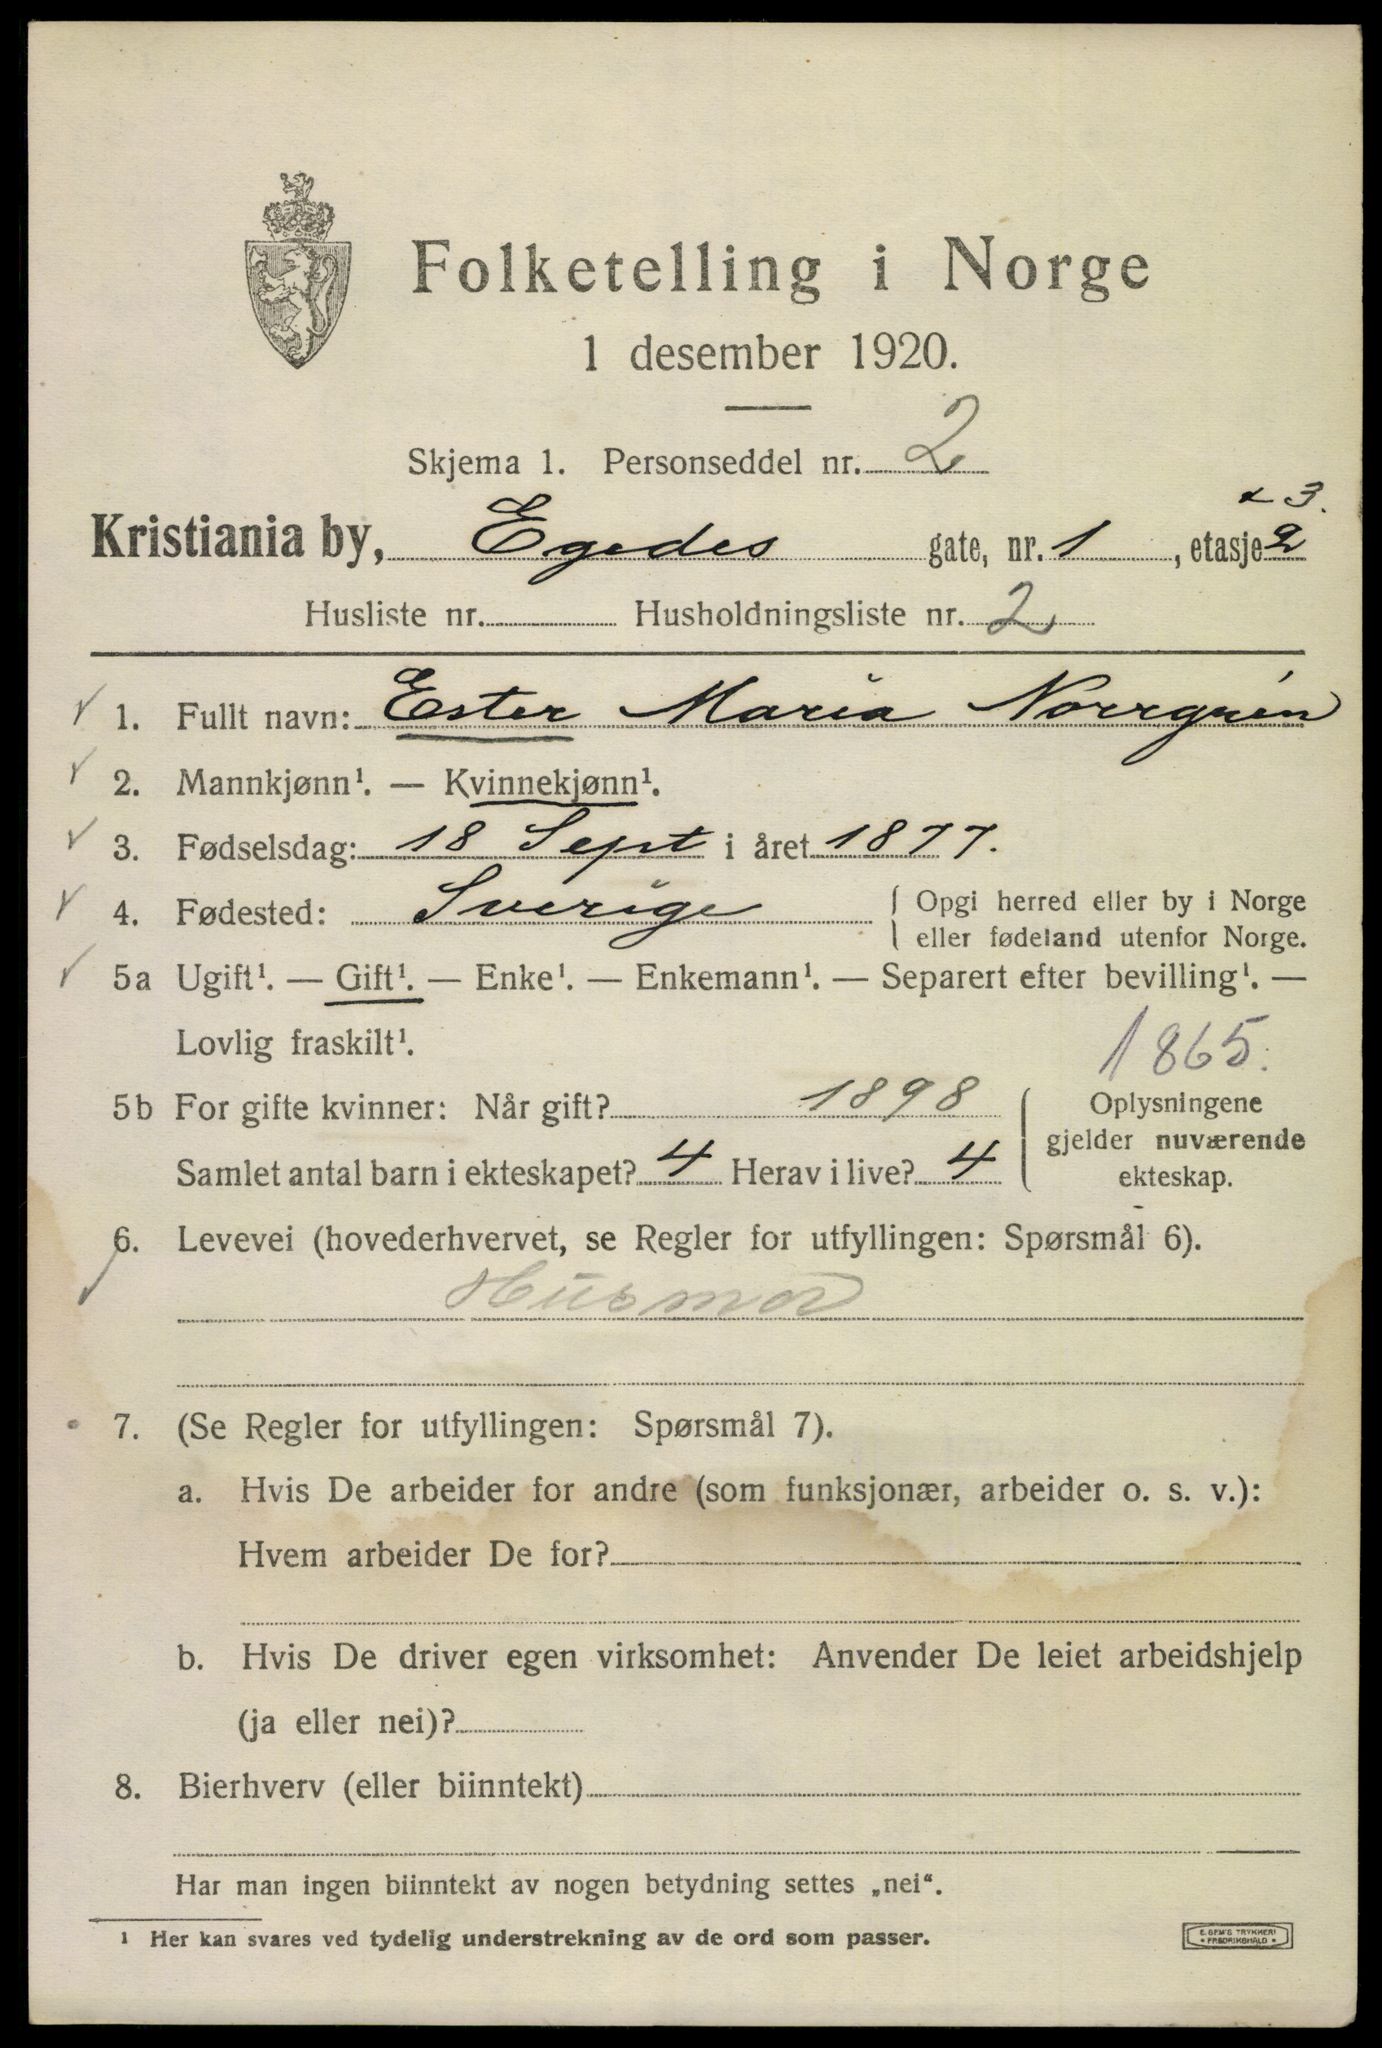 Folketelling i Norge
1 desember 1920.
Skjema 1. Personseddel nr. 2
& 3.
Kristiania by, Egedes gate, nr. 1, etasje 2
Husliste nr. Husholdningsliste nr. 2
1. Fullt navn: Ester Maria Norrgrén
2. Mannkjønn¹. — Kvinnekjønn¹.
3. Fødselsdag: 18 Sept i året 1877.
4. Fødested: Sverige { Opgi herred eller by i Norge
eller fødeland utenfor Norge.
5a Ugift¹. — Gift¹. — Enke¹. — Enkemann¹. — Separert efter bevilling¹. —
Lovlig fraskilt¹.
1865.
5b For gifte kvinner: Når gift? 1898 { Oplysningene
gjelder nuværende
Samlet antal barn i ekteskapet? 4 Herav i live? 4
ekteskap.
6. Levevei (hovederhvervet, se Regler for utfyllingen: Spørsmål 6).
Husmor
7. (Se Regler for utfyllingen: Spørsmål 7).
a. Hvis De arbeider for andre (som funksjonær, arbeider o. s. v.):
Hvem arbeider De for?
b. Hvis De driver egen virksomhet: Anvender De leiet arbeidshjelp
(ja eller nei)?
8. Bierhverv (eller biinntekt)
Har man ingen biinntekt av nogen betydning settes „nei“.
¹ Her kan svares ved tydelig understrekning av de ord som passer.
E. SEM'S TRYKKERI
* FREDRIKSHALD *